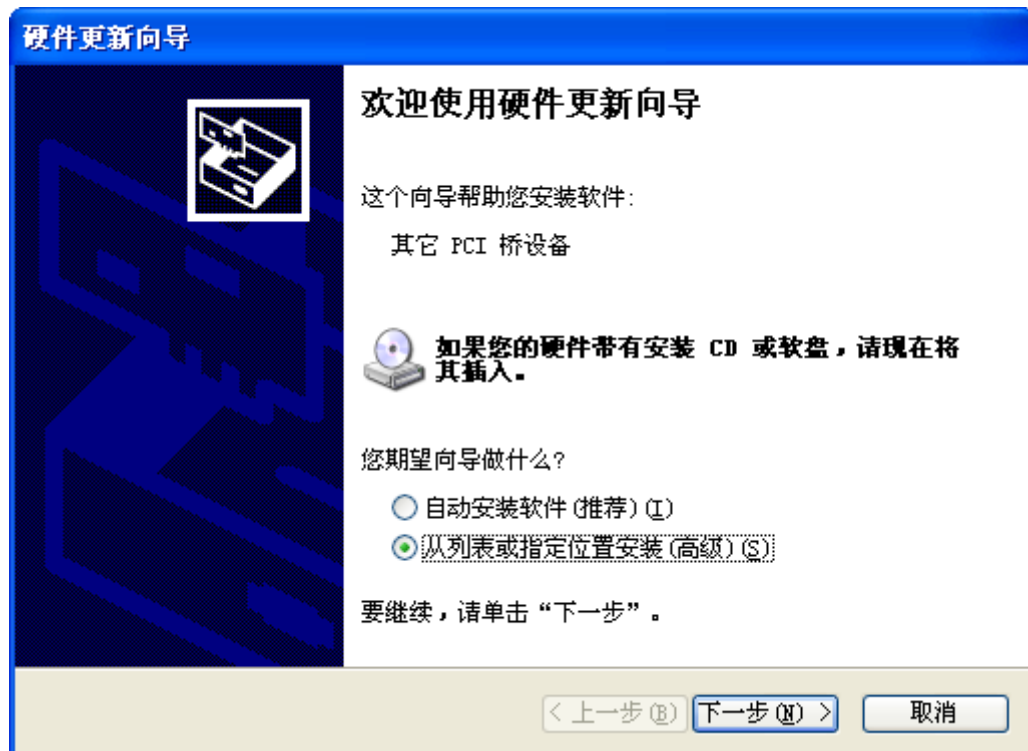 硬件更新向导
欢迎使用硬件更新向导
这个向导帮助您安装软件:
其它 PCI 桥设备
如果您的硬件带有安装 CD 或软盘，请现在将
其插入。
您期望向导做什么?
自动安装软件(推荐)(I)
从列表或指定位置安装(高级)(S)
要继续，请单击“下一步”。
< 上一步(B) 下一步(N) > 取消